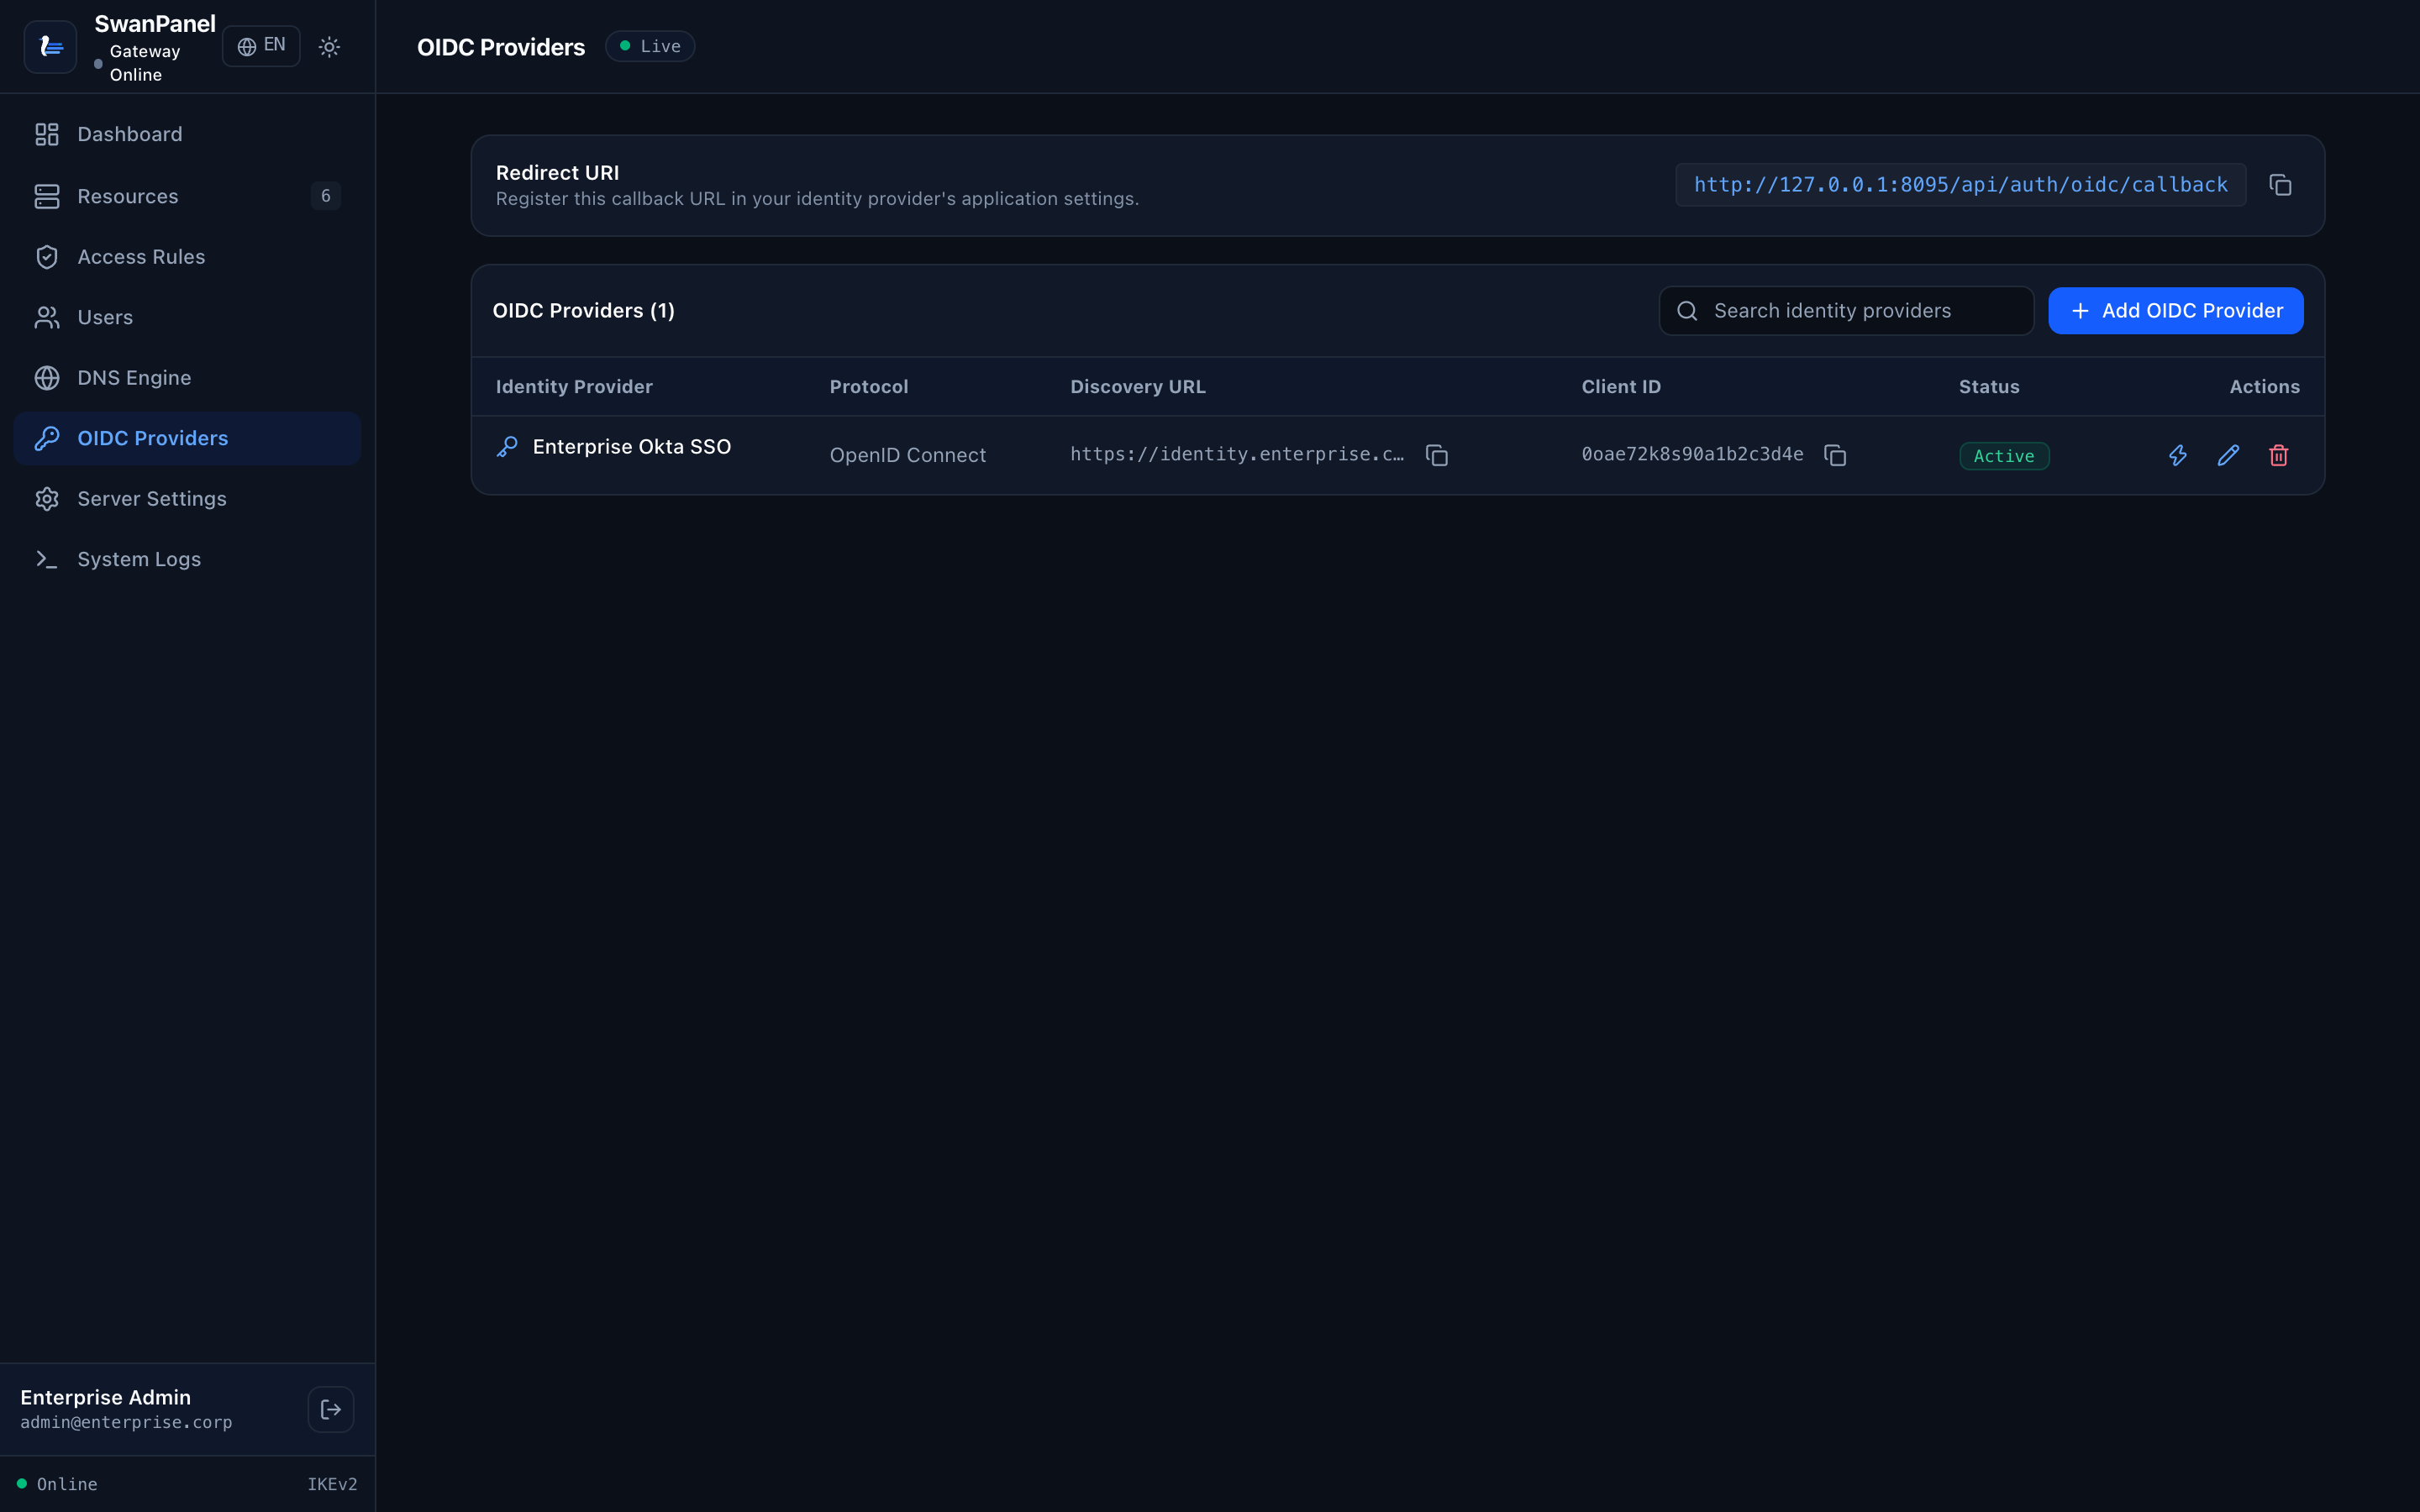 SwanPanel
Gateway
Online
EN
Dashboard
Resources 6
Access Rules
Users
DNS Engine
OIDC Providers
Server Settings
System Logs
Enterprise Admin
admin@enterprise.corp
Online IKEv2
OIDC Providers Live
Redirect URI
Register this callback URL in your identity provider's application settings.
http://127.0.0.1:8095/api/auth/oidc/callback
OIDC Providers (1) Search identity providers Add OIDC Provider
Identity Provider Protocol Discovery URL Client ID Status Actions
Enterprise Okta SSO OpenID Connect https://identity.enterprise.c… 0oae72k8s90a1b2c3d4e Active